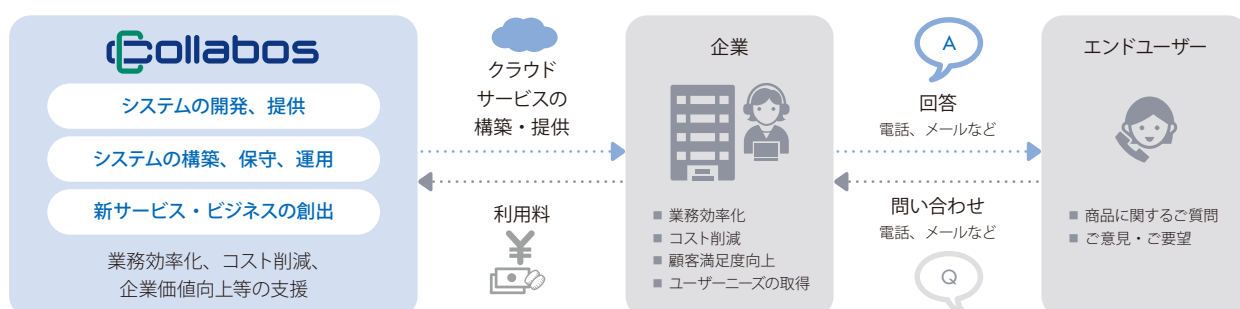 Collabos
システムの開発、提供
システムの構築、保守、運用
新サービス・ビジネスの創出
業務効率化、コスト削減、
企業価値向上等の支援
クラウド
サービスの
構築・提供
利用料
¥
企業
■ 業務効率化
■ コスト削減
■ 顧客満足度向上
■ ユーザーニーズの取得
A
回答
電話、メールなど
問い合わせ
電話、メールなど
Q
エンドユーザー
■ 商品に関するご質問
■ ご意見・ご要望